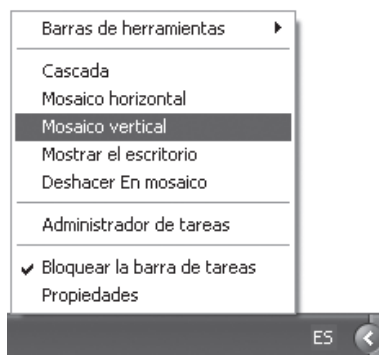 Barras de herramientas
Cascada
Mosaico horizontal
Mosaico vertical
Mostrar el escritorio
Deshacer En mosaico
Administrador de tareas
Bloquear la barra de tareas
Propiedades
ES